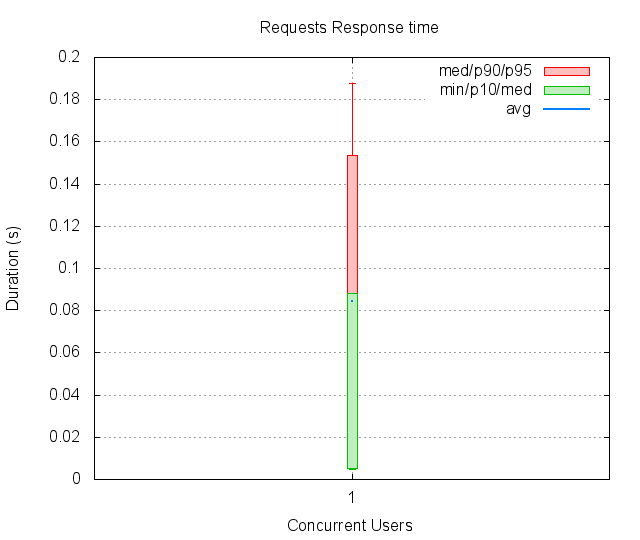 Requests Response time
0.2
0.18
0.16
0.14
0.12
0.1
0.08
0.06
0.04
0.02
0
Duration (s)
med/p90/p95
min/p10/med
avg
1
Concurrent Users